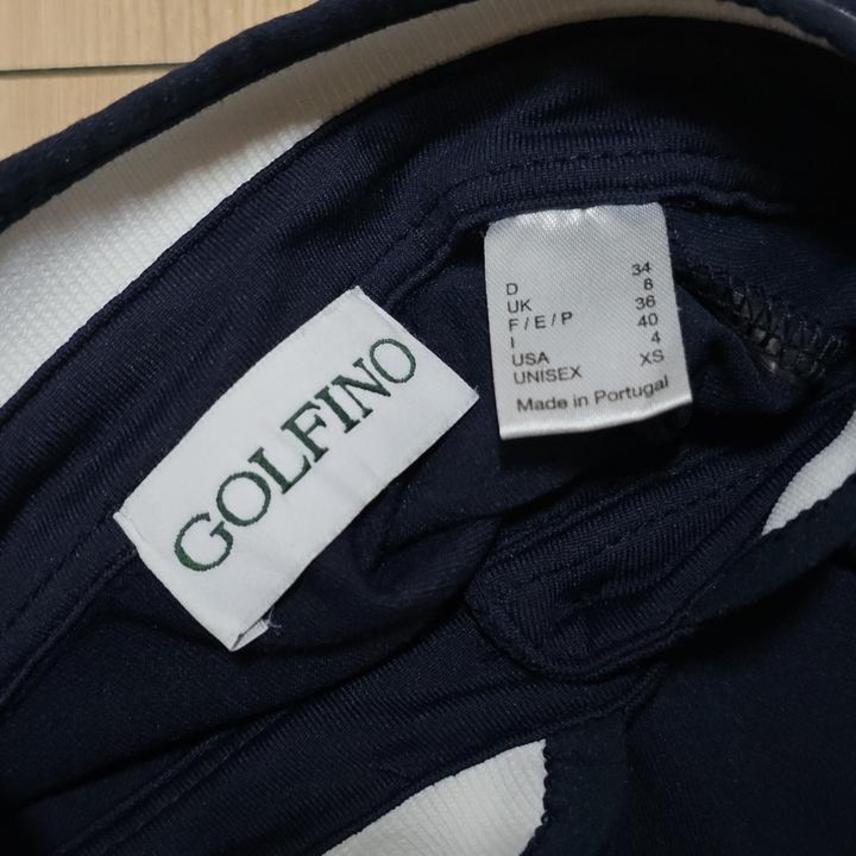 GOLFINO
D 34
UK 8
F / E / P 36
I 40
USA 4
UNISEX XS
Made in Portugal